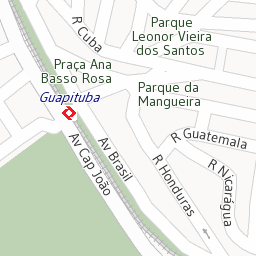 R Cuba
Parque
Leonor Vieira
dos Santos
Praça Ana
Basso Rosa
Guapituba
Parque da
Mangueira
R Guatemala
Av Brasil
Av Cap João
R Honduras
R Nicarágua